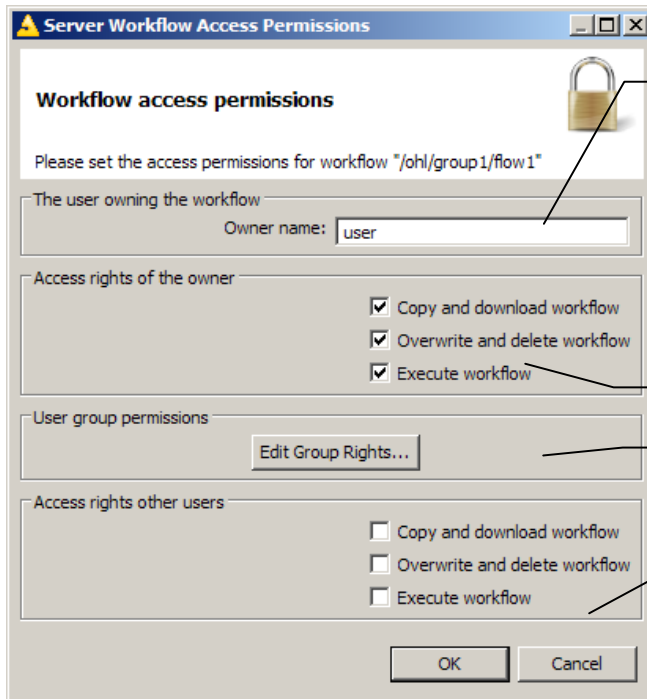 Server Workflow Access Permissions
Workflow access permissions
Please set the access permissions for workflow "/ohl/group1/flow1"
The user owning the workflow
Owner name: user
Access rights of the owner
Copy and download workflow
Overwrite and delete workflow
Execute workflow
User group permissions
Edit Group Rights...
Access rights other users
Copy and download workflow
Overwrite and delete workflow
Execute workflow
OK Cancel